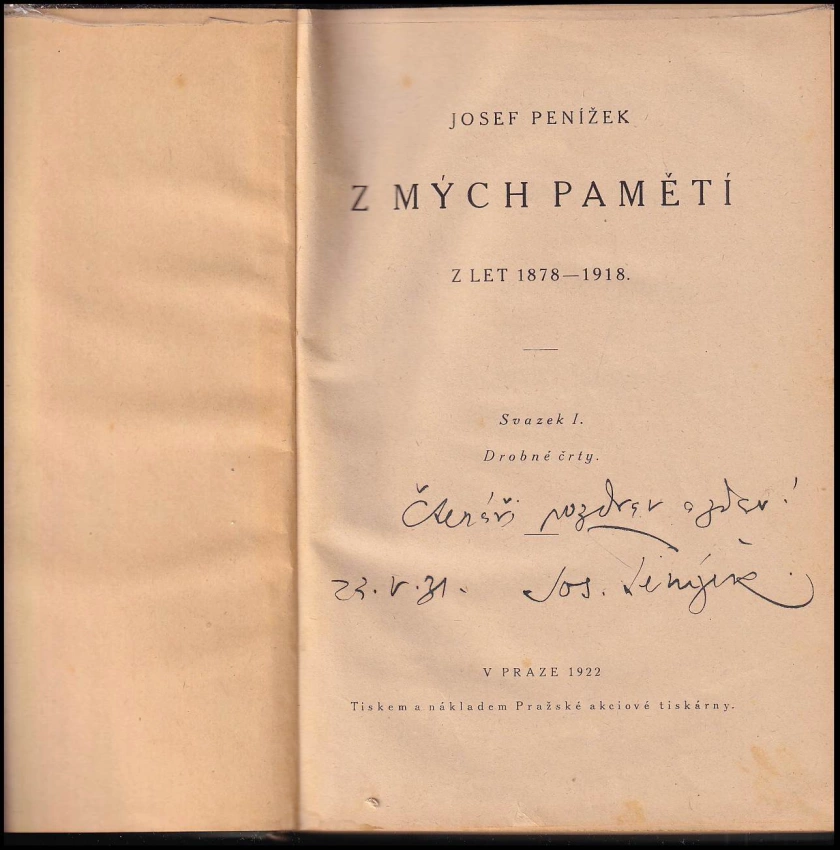 JOSEF PENÍŽEK
Z MÝCH PAMĚTÍ
Z LET 1878—1918.
Svazek I.
Drobné črty.
Čtenáři pozdrav a zdar!
23. V. 31. Jos. Penížek.
V PRAZE 1922
Tiskem a nákladem Pražské akciové tiskárny.